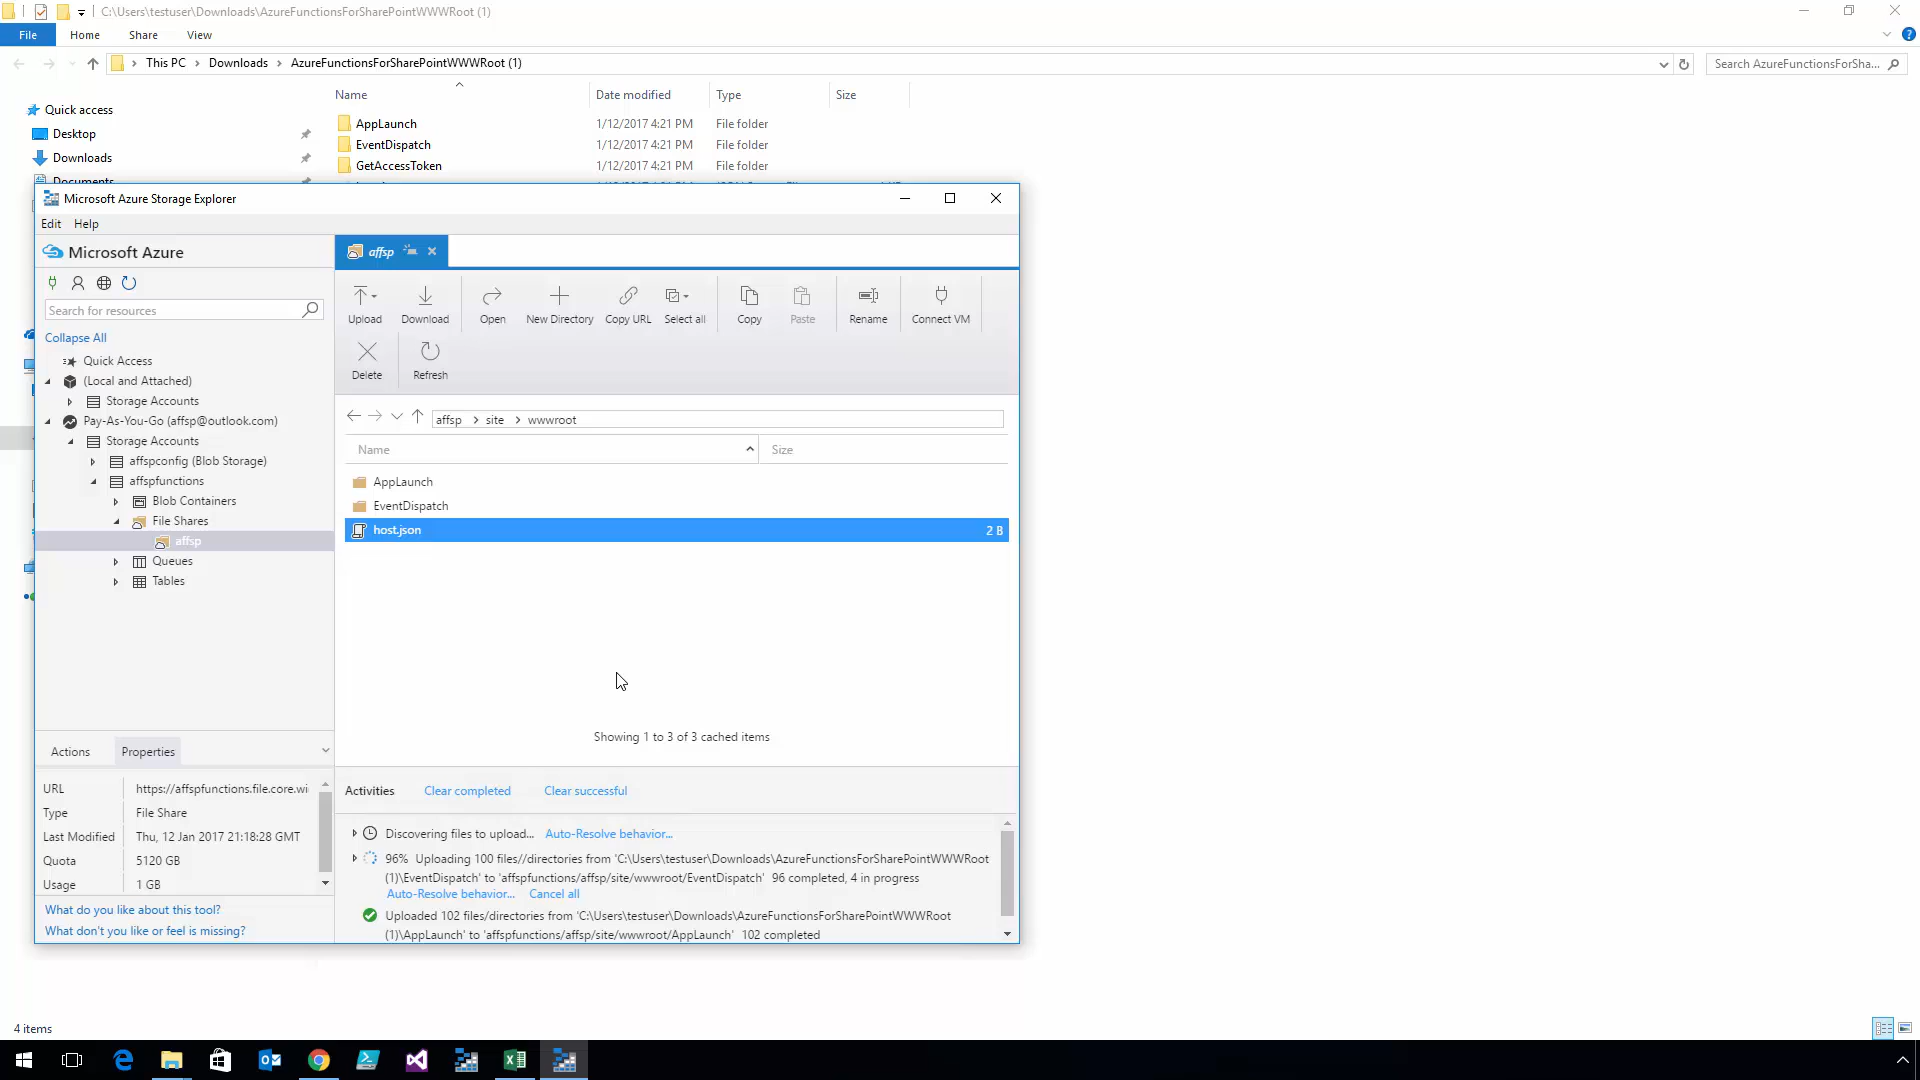 C:\Users\testuser\Downloads\AzureFunctionsForSharePointWWWRoot (1)
File Home Share View
This PC Downloads AzureFunctionsForSharePointWWWRoot (1)
Search AzureFunctionsForSha...
Name Date modified Type Size
Quick access
Desktop
Downloads
Documents
AppLaunch 1/12/2017 4:21 PM File folder
EventDispatch 1/12/2017 4:21 PM File folder
GetAccessToken 1/12/2017 4:21 PM File folder
Microsoft Azure Storage Explorer
Edit Help
Microsoft Azure
Search for resources
Collapse All
Quick Access
(Local and Attached)
Storage Accounts
Pay-As-You-Go (affsp@outlook.com)
Storage Accounts
affspconfig (Blob Storage)
affspfunctions
Blob Containers
File Shares
affsp
Queues
Tables
Actions Properties
URL https://affspfunctions.file.core.wi
Type File Share
Last Modified Thu, 12 Jan 2017 21:18:28 GMT
Quota 5120 GB
Usage 1 GB
What do you like about this tool?
What don't you like or feel is missing?
affsp
Upload Download Open New Directory Copy URL Select all Copy Paste Rename Connect VM
Delete Refresh
affsp site wwwroot
Name Size
AppLaunch
EventDispatch
host.json 2 B
Showing 1 to 3 of 3 cached items
Activities Clear completed Clear successful
Discovering files to upload... Auto-Resolve behavior...
96% Uploading 100 files//directories from 'C:\Users\testuser\Downloads\AzureFunctionsForSharePointWWWRoot
(1)\EventDispatch' to 'affspfunctions/affsp/site/wwwroot/EventDispatch' 96 completed, 4 in progress
Auto-Resolve behavior... Cancel all
Uploaded 102 files/directories from 'C:\Users\testuser\Downloads\AzureFunctionsForSharePointWWWRoot
(1)\AppLaunch' to 'affspfunctions/affsp/site/wwwroot/AppLaunch' 102 completed
4 items